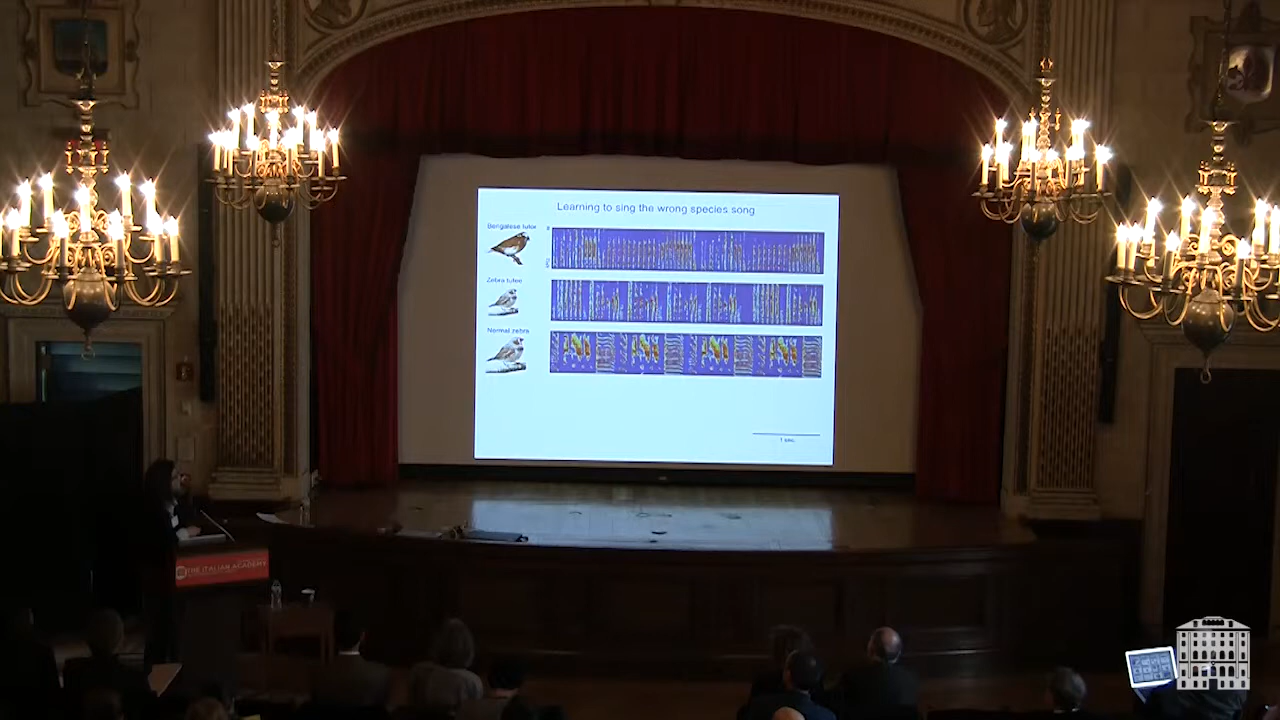 Learning to sing the wrong species song
Bengalese tutor
Zebra tutee
Normal zebra
1 sec.
THE ITALIAN ACADEMY